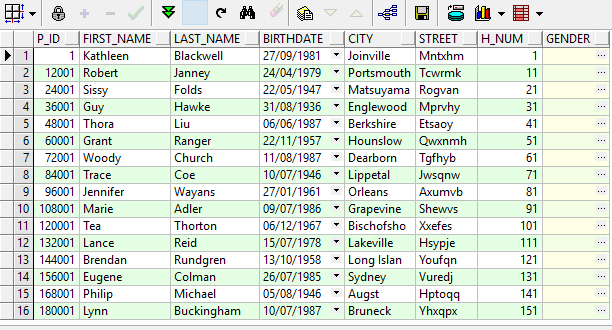 P_ID FIRST_NAME LAST_NAME BIRTHDATE CITY STREET H_NUM GENDER
1 1 Kathleen Blackwell 27/09/1981 Joinville Mntxhm 1
2 12001 Robert Janney 24/04/1979 Portsmouth Tcwrmk 11
3 24001 Sissy Folds 22/05/1947 Matsuyama Rogvan 21
4 36001 Guy Hawke 31/08/1936 Englewood Mprvhy 31
5 48001 Thora Liu 06/06/1987 Berkshire Etsaoy 41
6 60001 Grant Ranger 22/11/1957 Hounslow Qwxnmh 51
7 72001 Woody Church 11/08/1987 Dearborn Tgfhyb 61
8 84001 Trace Coe 10/07/1946 Lippetal Jwsqnw 71
9 96001 Jennifer Wayans 27/01/1961 Orleans Axumvb 81
10 108001 Marie Adler 09/07/1986 Grapevine Shewvs 91
11 120001 Tea Thorton 06/12/1967 Bischofsho Xxefes 101
12 132001 Lance Reid 15/07/1978 Lakeville Hsypje 111
13 144001 Brendan Rundgren 13/10/1958 Long Islan Youfqn 121
14 156001 Eugene Colman 26/07/1985 Sydney Vuredj 131
15 168001 Philip Michael 05/08/1946 Augst Hptoqq 141
16 180001 Lynn Buckingham 10/07/1987 Bruneck Yhxqpx 151